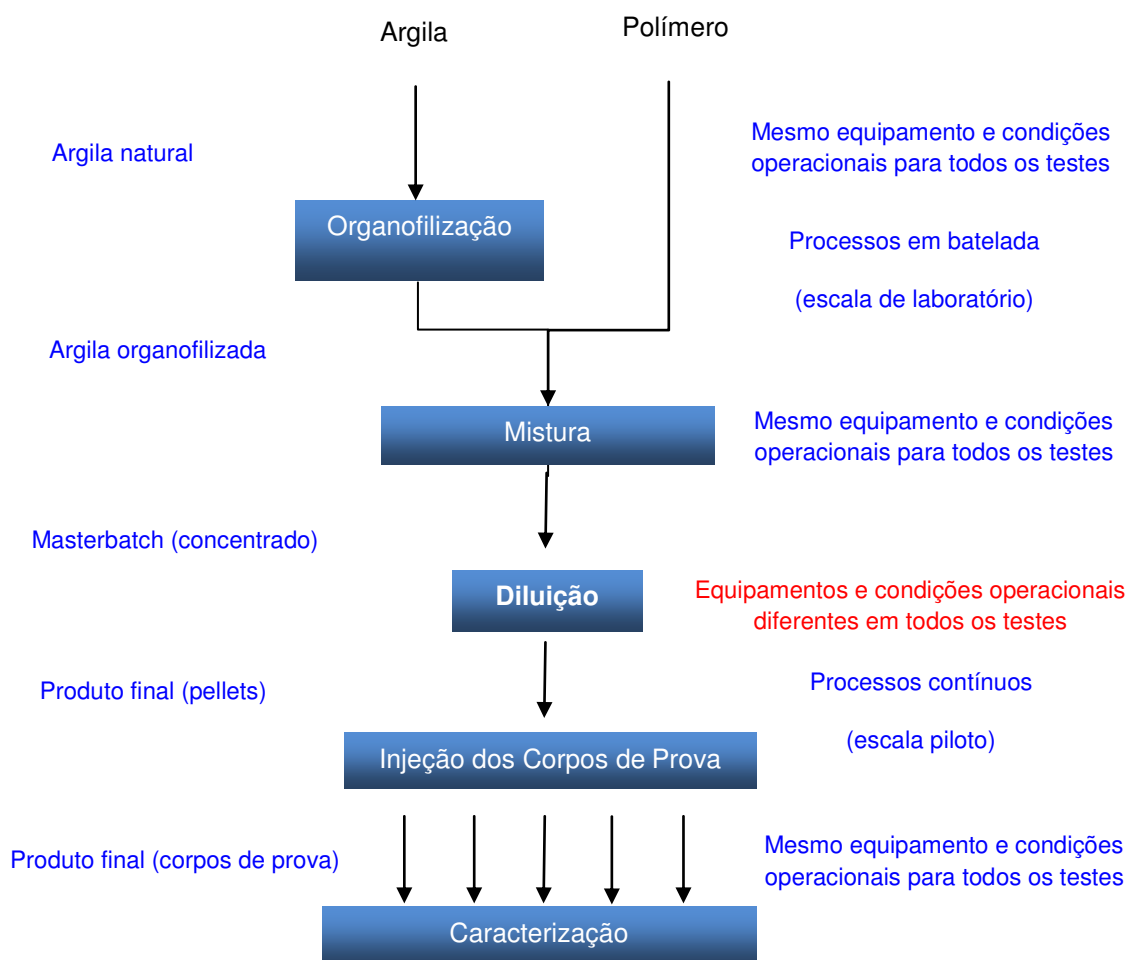 Argila
Polímero
Argila natural
Mesmo equipamento e condições
operacionais para todos os testes
Organofilização
Processos em batelada
(escala de laboratório)
Argila organofilizada
Mistura
Mesmo equipamento e condições
operacionais para todos os testes
Masterbatch (concentrado)
Diluição
Equipamentos e condições operacionais
diferentes em todos os testes
Produto final (pellets)
Processos contínuos
(escala piloto)
Injeção dos Corpos de Prova
Produto final (corpos de prova)
Mesmo equipamento e condições
operacionais para todos os testes
Caracterização